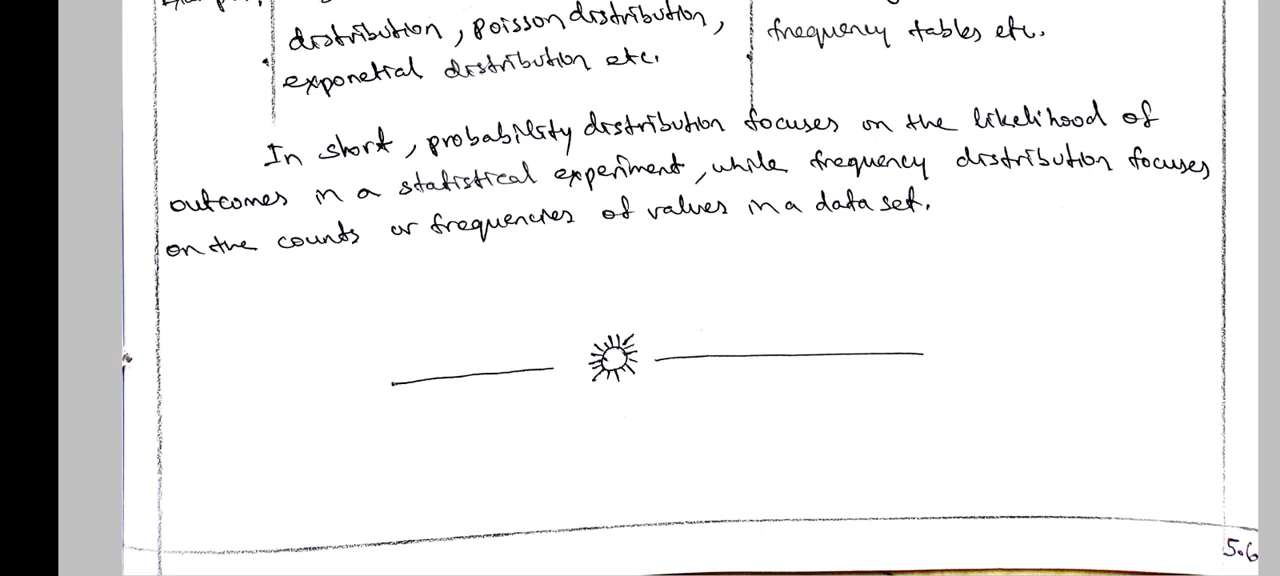 distribution, poisson distribution,
frequency tables etc.
exponetial distribution etc.
In short, probability distribution focuses on the likelihood of
outcomes in a statistical experiment, while frequency distribution focuses
on the counts or frequencies of values in a data set.
5.6